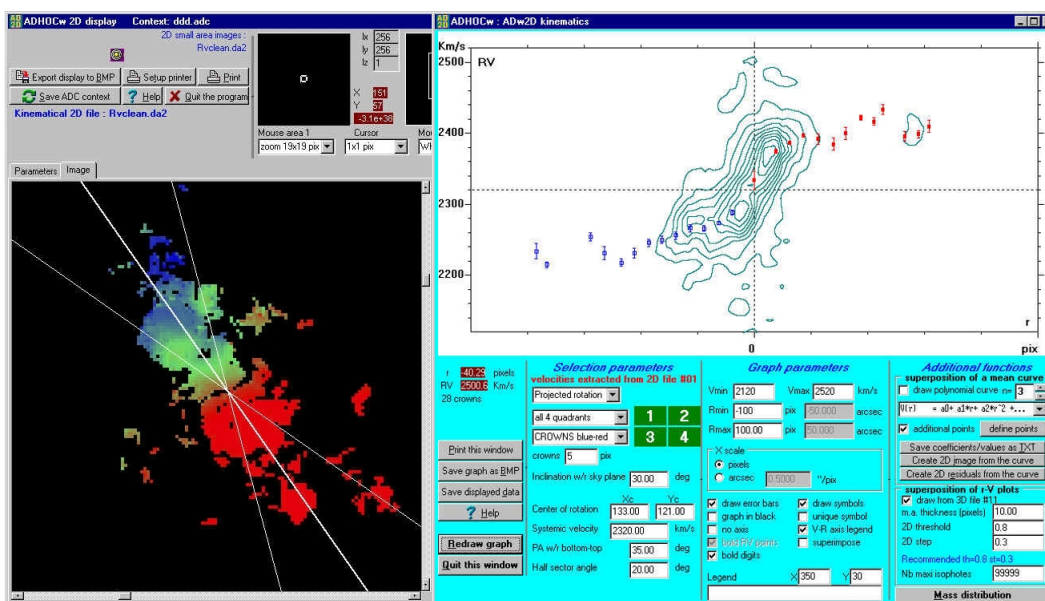 ADHOCw 2D display Context: ddd.adc
2D small area images :
Rvclean.da2
Export display to BMP Setup printer Print
Save ADC context Help Quit the program
Kinematical 2D file : Rvclean.da2
Ix 256
Iy 256
Iz 1
X 151
Y 57
-3.1e+38
Mouse area 1 Cursor Mou
zoom 19x19 pix 1x1 pix Wh
Parameters Image
ADHOCw : ADw2D kinematics
Km/s
2500 RV
2400
2300
2200
r
0 pix
r -40.29 pixels
RV 2500.6 Km/s
28 crowns
Print this window
Save graph as BMP
Save displayed data
Help
Redraw graph
Quit this window
Selection parameters
velocities extracted from 2D file #01
Projected rotation
all 4 quadrants
CROWNS blue-red
1 2
3 4
crowns 5 pix
Inclination w/r sky plane 30.00 deg
Xc Yc
Center of rotation 133.00 121.00
Systemic velocity 2320.00 km/s
PA w/r bottom-top 35.00 deg
Half sector angle 20.00 deg
Graph parameters
Vmin 2120 Vmax 2520 km/s
Rmin -100 pix -50.000 arcsec
Rmax 100.00 pix 50.000 arcsec
X scale
pixels
arcsec 0.5000 "/pix
draw error bars draw symbols
graph in black unique symbol
no axis V-R axis legend
bold RV points superimpose
bold digits
Legend X 350 Y 30
Additional functions
superposition of a mean curve
draw polynomial curve n= 3
V(r) = a0+ a1*r+ a2*r^2 +...
additional points define points
Save coefficients/values as TXT
Create 2D image from the curve
Create 2D residuals from the curve
superposition of r-V plots
draw from 3D file #11
m.a. thickness (pixels) 10.00
2D threshold 0.8
2D step 0.3
Recommended th=0.8 st=0.3
Nb maxi isophotes 99999
Mass distribution